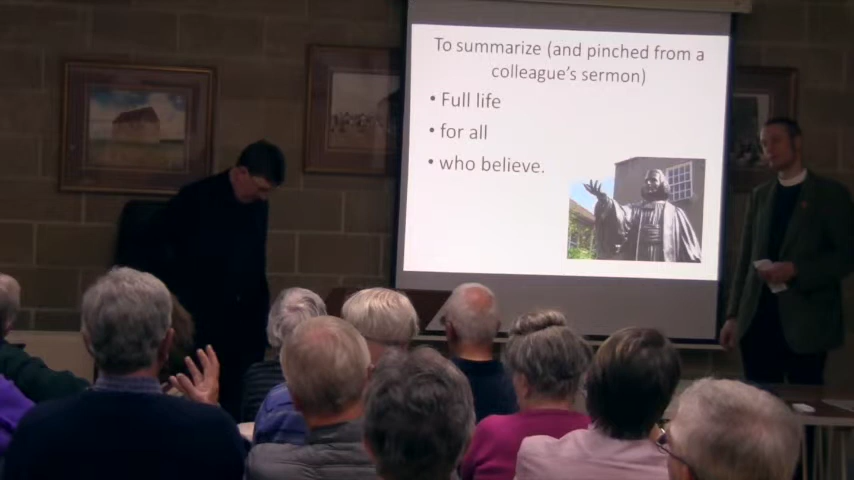 To summarize (and pinched from a
colleague's sermon)
• Full life
• for all
• who believe.